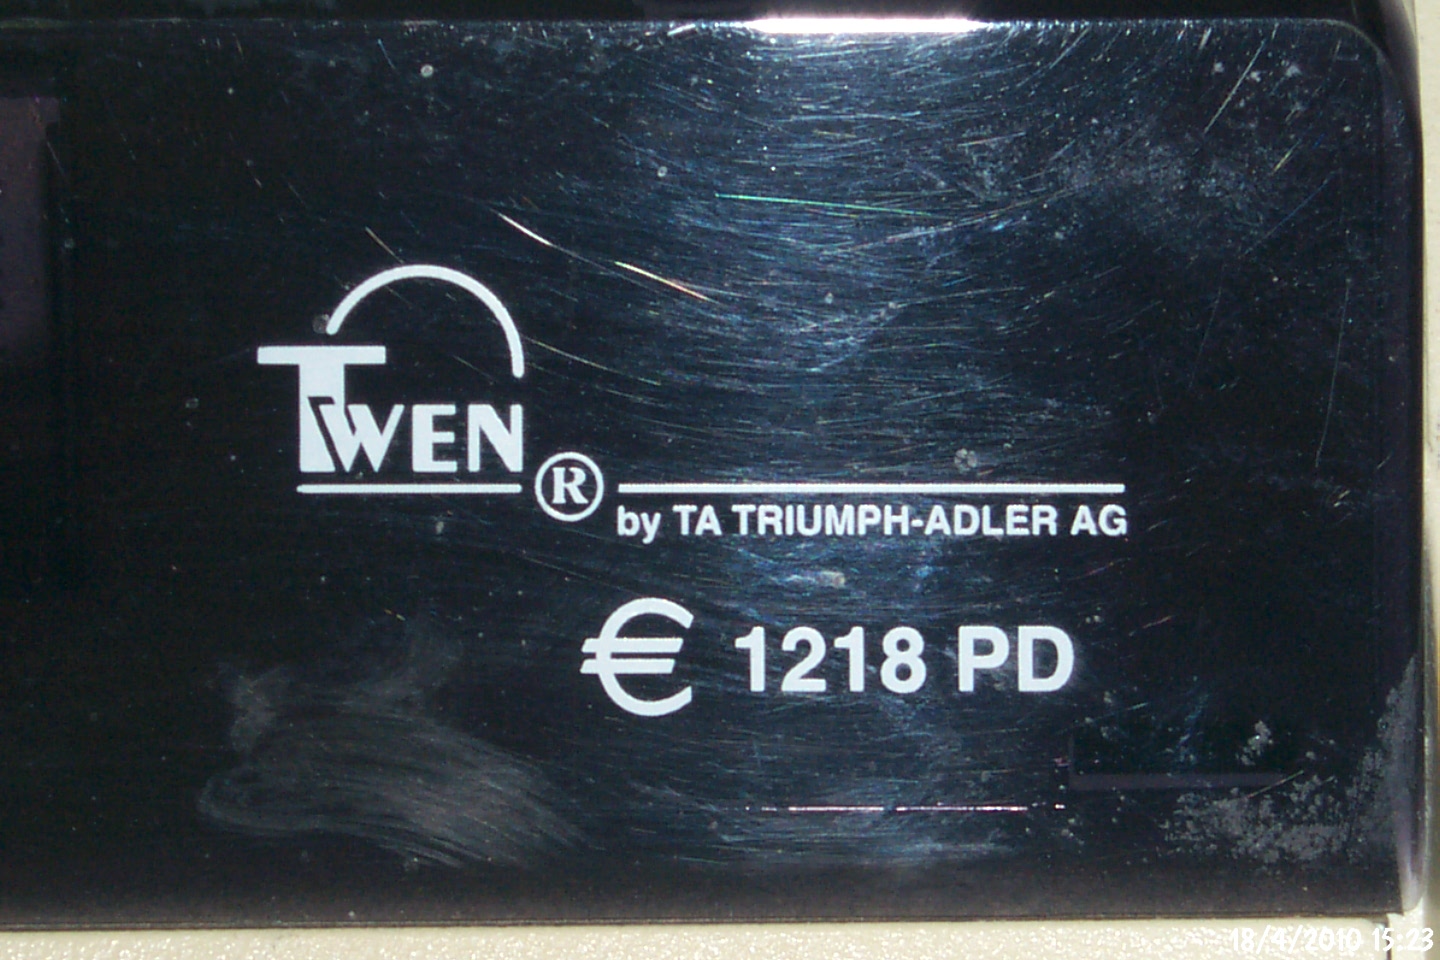 TWEN ®
by TA TRIUMPH-ADLER AG
€ 1218 PD
18/4/2010 15:23